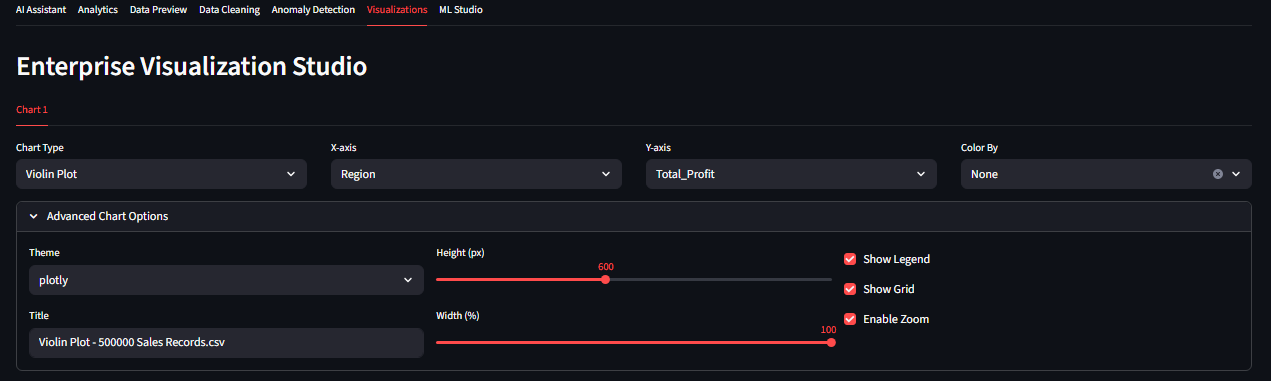 AI Assistant Analytics Data Preview Data Cleaning Anomaly Detection Visualizations ML Studio
Enterprise Visualization Studio
Chart 1
Chart Type X-axis Y-axis Color By
Violin Plot Region Total_Profit None
Advanced Chart Options
Theme Height (px) Show Legend
600
plotly Show Grid
Title Width (%) Enable Zoom
100
Violin Plot - 500000 Sales Records.csv